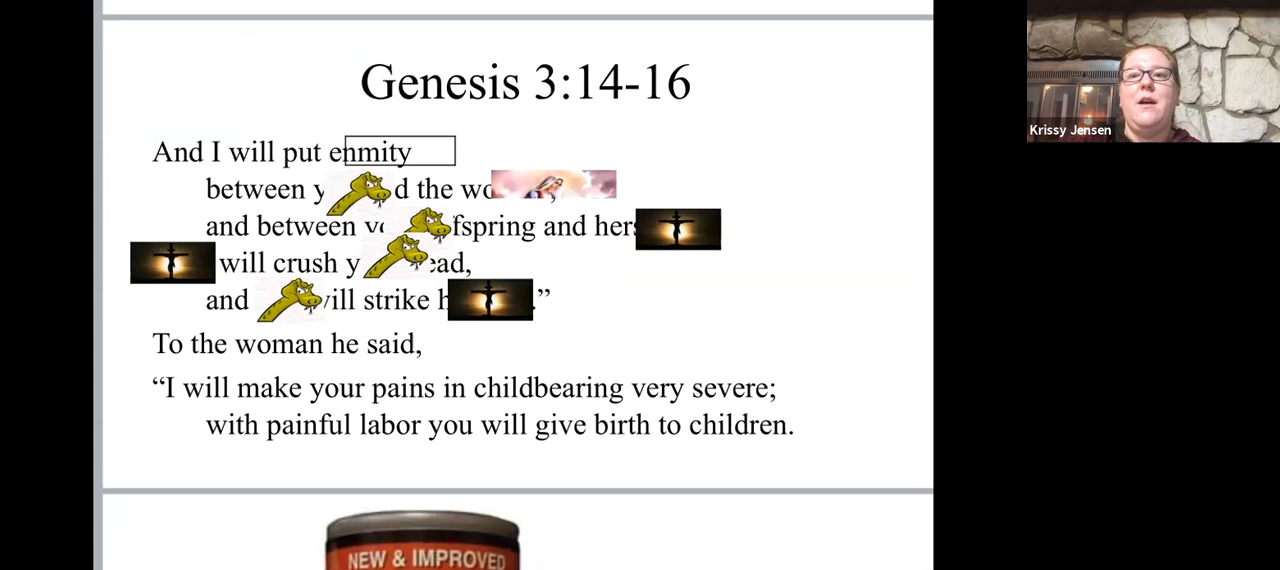 Genesis 3:14-16
And I will put enmity
between y d the wo
and between fspring and hers
will crush y ead,
and will strike h .”
To the woman he said,
“I will make your pains in childbearing very severe;
with painful labor you will give birth to children.
NEW & IMPROVED
Krissy Jensen